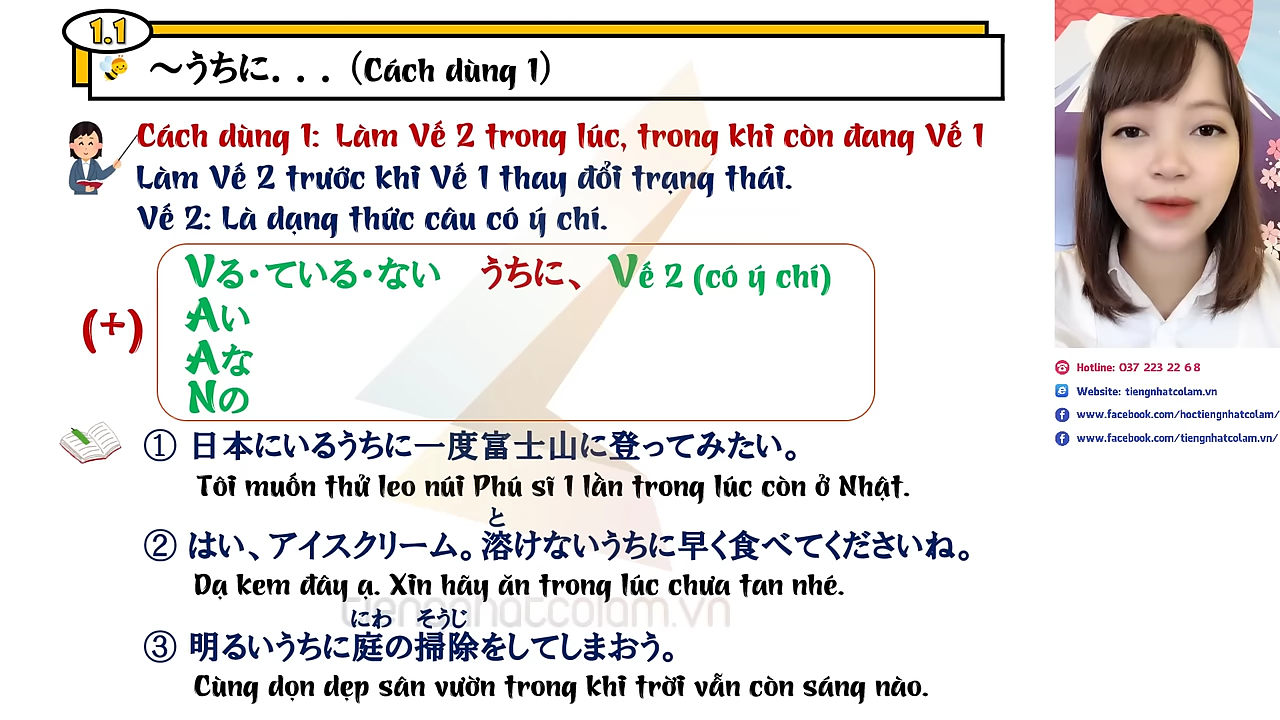 1.1
～うちに．．．（Cách dùng 1）
Cách dùng 1: Làm Vế 2 trong lúc, trong khi còn đang Vế 1
Làm Vế 2 trước khi Vế 1 thay đổi trạng thái.
Vế 2: Là dạng thức câu có ý chí.
Vる・ている・ない うちに、 Vế 2 (có ý chí)
Aい
(+)
Aな
Nの
① 日本にいるうちに一度富士山に登ってみたい。
Tôi muốn thử leo núi Phú sĩ 1 lần trong lúc còn ở Nhật.
と
② はい、アイスクリーム。溶けないうちに早く食べてくださいね。
Dạ kem đây ạ. Xin hãy ăn trong lúc chưa tan nhé.
tiengnhatcolam.vn
にわ そうじ
③ 明るいうちに庭の掃除をしてしまおう。
Cùng dọn dẹp sân vườn trong khi trời vẫn còn sáng nào.
Hotline: 037 223 22 68
Website: tiengnhatcolam.vn
www.facebook.com/hoctiengnhatcolam/
www.facebook.com/tiengnhatcolam.vn/